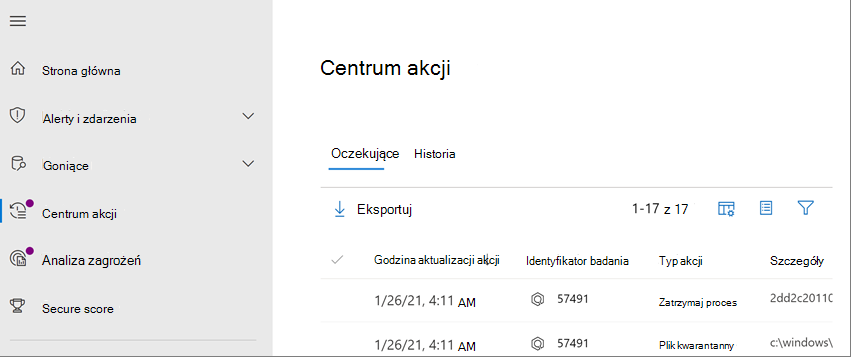 Strona główna
Alerty i zdarzenia
Goniące
Centrum akcji
Analiza zagrożeń
Secure score
Centrum akcji
Oczekujące Historia
Eksportuj 1-17 z 17
Godzina aktualizacji akcji Identyfikator badania Typ akcji Szczegóły
1/26/21, 4:11 AM 57491 Zatrzymaj proces 2dd2c20110
1/26/21, 4:11 AM 57491 Plik kwarantanny c:\windows\